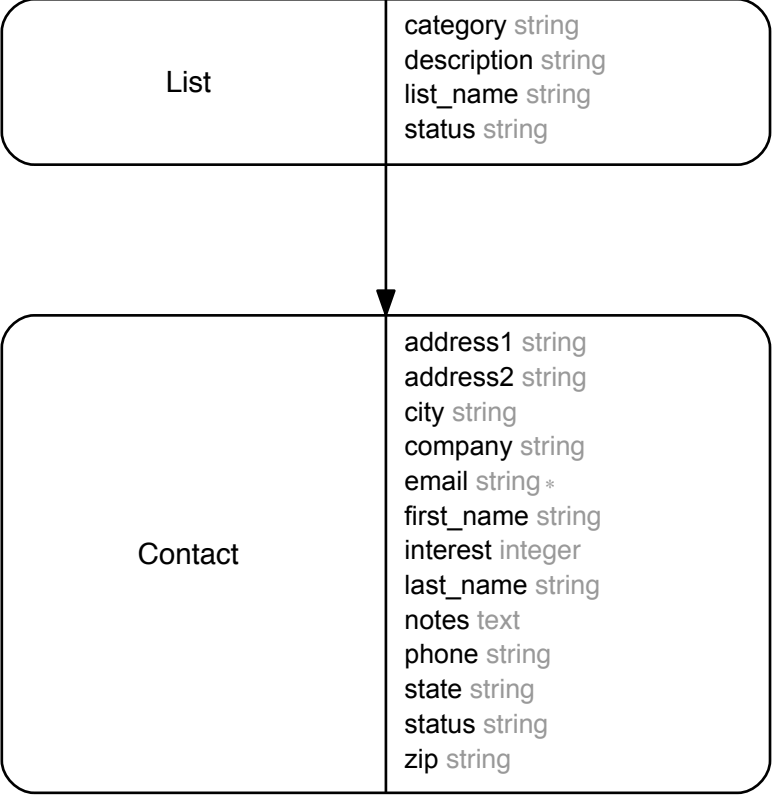 List
category string
description string
list_name string
status string
Contact
address1 string
address2 string
city string
company string
email string *
first_name string
interest integer
last_name string
notes text
phone string
state string
status string
zip string